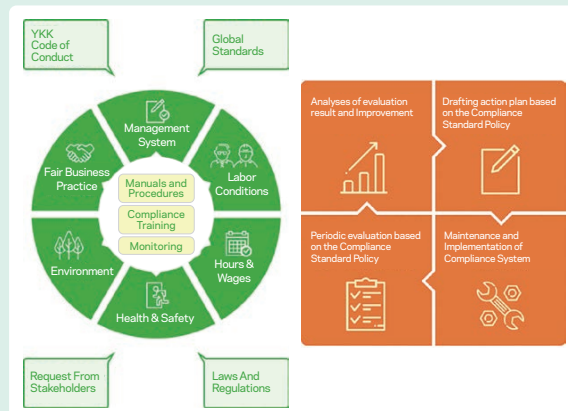 YKK
Code of
Conduct
Global
Standards
Management
System
Fair Business
Practice
Labor
Conditions
Manuals and
Procedures
Compliance
Training
Monitoring
Environment
Hours &
Wages
Health & Safety
Request From
Stakeholders
Laws And
Regulations
Analyses of evaluation
result and Improvement
Drafting action plan based
on the Compliance
Standard Policy
Periodic evaluation based
on the Compliance
Standard Policy
Maintenance and
Implementation of
Compliance System